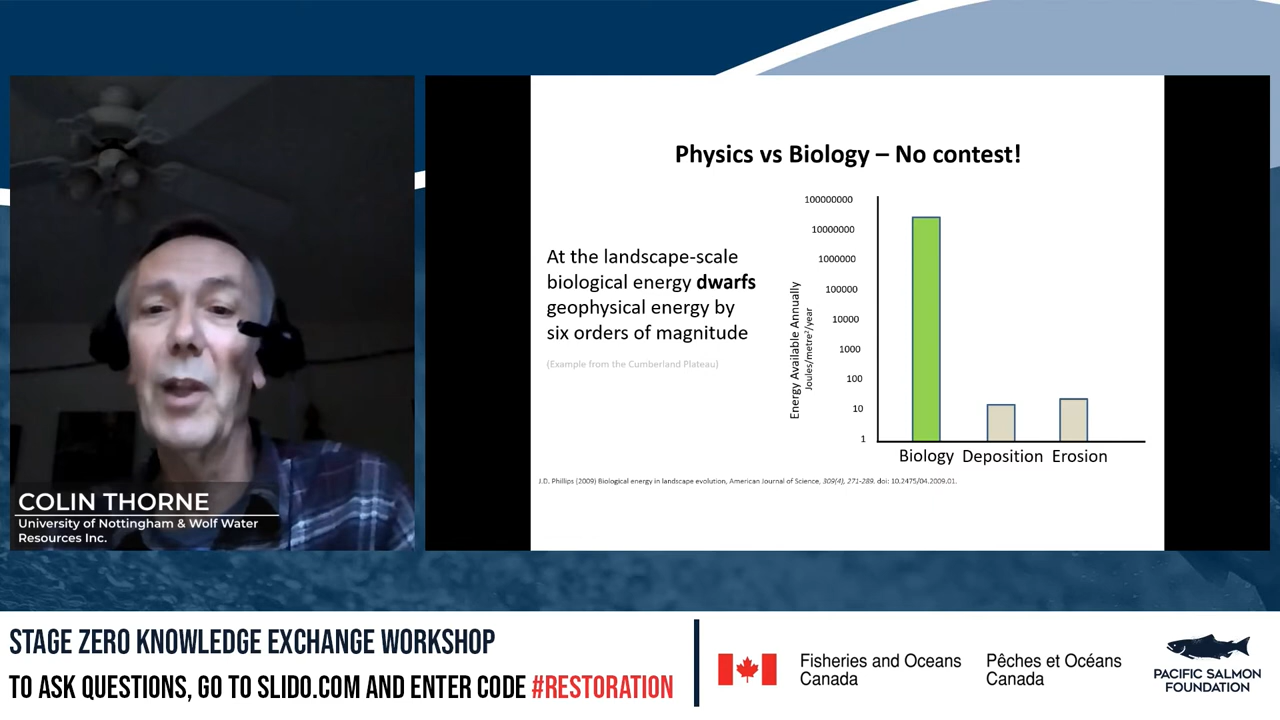 Physics vs Biology – No contest!
At the landscape-scale
biological energy dwarfs
geophysical energy by
six orders of magnitude
(Example from the Cumberland Plateau)
Energy Available Annually
Joules/metre²/year
100000000
10000000
1000000
100000
10000
1000
100
10
1
Biology Deposition Erosion
J.D. Phillips (2009) Biological energy in landscape evolution, American Journal of Science, 309(4), 271-289. doi: 10.2475/04.2009.01.
COLIN THORNE
University of Nottingham & Wolf Water
Resources Inc.
STAGE ZERO KNOWLEDGE EXCHANGE WORKSHOP
TO ASK QUESTIONS, GO TO SLIDO.COM AND ENTER CODE #RESTORATION
Fisheries and Oceans
Canada
Pêches et Océans
Canada
PACIFIC SALMON
FOUNDATION